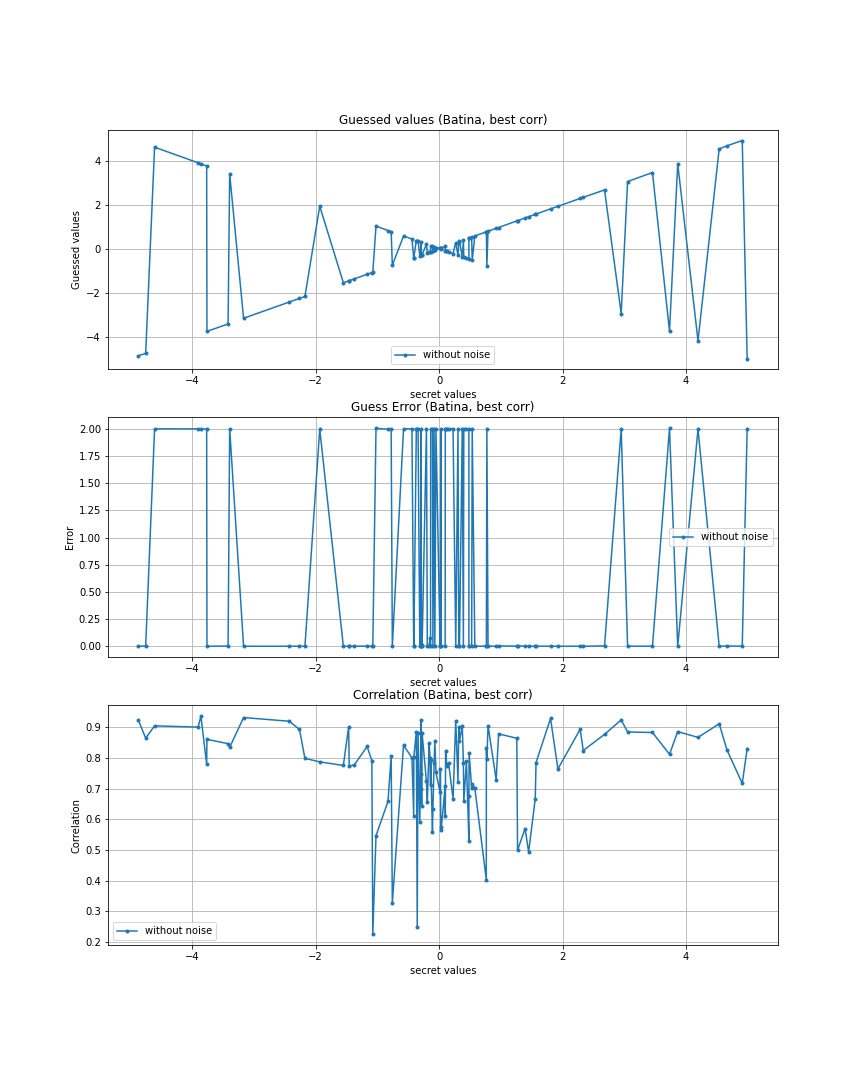 Guessed values (Batina, best corr)
Guessed values
4
2
0
−2
−4
without noise
−4 −2 0 2 4
secret values
Guess Error (Batina, best corr)
Error
2.00
1.75
1.50
1.25
1.00
0.75
0.50
0.25
0.00
without noise
−4 −2 0 2 4
secret values
Correlation (Batina, best corr)
Correlation
0.9
0.8
0.7
0.6
0.5
0.4
0.3
0.2
without noise
−4 −2 0 2 4
secret values